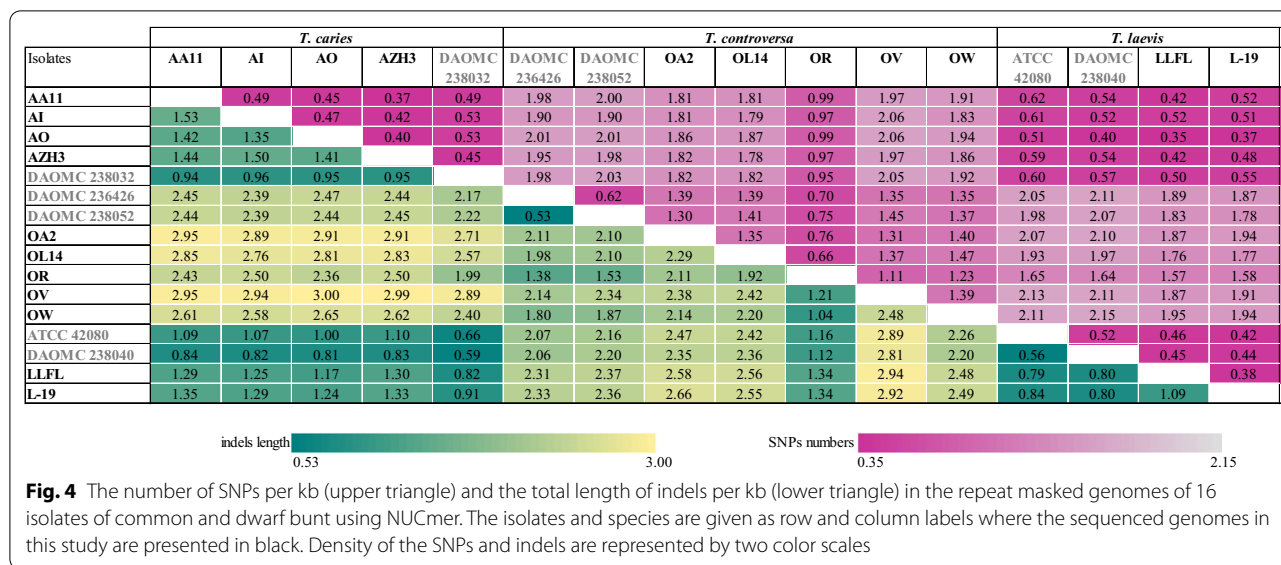 T. caries T. controversa T. laevis
Isolates AA11 AI AO AZH3 DAOMC 238032 DAOMC 236426 DAOMC 238052 OA2 OL14 OR OV OW ATCC 42080 DAOMC 238040 LLFL L-19
AA11 0.49 0.45 0.37 0.49 1.98 2.00 1.81 1.81 0.99 1.97 1.91 0.62 0.54 0.42 0.52
AI 1.53 0.47 0.42 0.53 1.90 1.90 1.81 1.79 0.97 2.06 1.83 0.61 0.52 0.52 0.51
AO 1.42 1.35 0.40 0.53 2.01 2.01 1.86 1.87 0.99 2.06 1.94 0.51 0.40 0.35 0.37
AZH3 1.44 1.50 1.41 0.45 1.95 1.98 1.82 1.78 0.97 1.97 1.86 0.59 0.54 0.42 0.48
DAOMC 238032 0.94 0.96 0.95 0.95 1.98 2.03 1.82 1.82 0.95 2.05 1.92 0.60 0.57 0.50 0.55
DAOMC 236426 2.45 2.39 2.47 2.44 2.17 0.62 1.39 1.39 0.70 1.35 1.35 2.05 2.11 1.89 1.87
DAOMC 238052 2.44 2.39 2.44 2.45 2.22 0.53 1.30 1.41 0.75 1.45 1.37 1.98 2.07 1.83 1.78
OA2 2.95 2.89 2.91 2.91 2.71 2.11 2.10 1.35 0.76 1.31 1.40 2.07 2.10 1.87 1.94
OL14 2.85 2.76 2.81 2.83 2.57 1.98 2.10 2.29 0.66 1.37 1.47 1.93 1.97 1.76 1.77
OR 2.43 2.50 2.36 2.50 1.99 1.38 1.53 2.11 1.92 1.11 1.23 1.65 1.64 1.57 1.58
OV 2.95 2.94 3.00 2.99 2.89 2.14 2.34 2.38 2.42 1.21 1.39 2.13 2.11 1.87 1.91
OW 2.61 2.58 2.65 2.62 2.40 1.80 1.87 2.14 2.20 1.04 2.48 2.11 2.15 1.95 1.94
ATCC 42080 1.09 1.07 1.00 1.10 0.66 2.07 2.16 2.47 2.42 1.16 2.89 2.26 0.52 0.46 0.42
DAOMC 238040 0.84 0.82 0.81 0.83 0.59 2.06 2.20 2.35 2.36 1.12 2.81 2.20 0.56 0.45 0.44
LLFL 1.29 1.25 1.17 1.30 0.82 2.31 2.37 2.58 2.56 1.34 2.94 2.48 0.79 0.80 0.38
L-19 1.35 1.29 1.24 1.33 0.91 2.33 2.36 2.66 2.55 1.34 2.92 2.49 0.84 0.80 1.09
indels length SNPs numbers
0.53 3.00 0.35 2.15
Fig. 4 The number of SNPs per kb (upper triangle) and the total length of indels per kb (lower triangle) in the repeat masked genomes of 16
isolates of common and dwarf bunt using NUCmer. The isolates and species are given as row and column labels where the sequenced genomes in
this study are presented in black. Density of the SNPs and indels are represented by two color scales